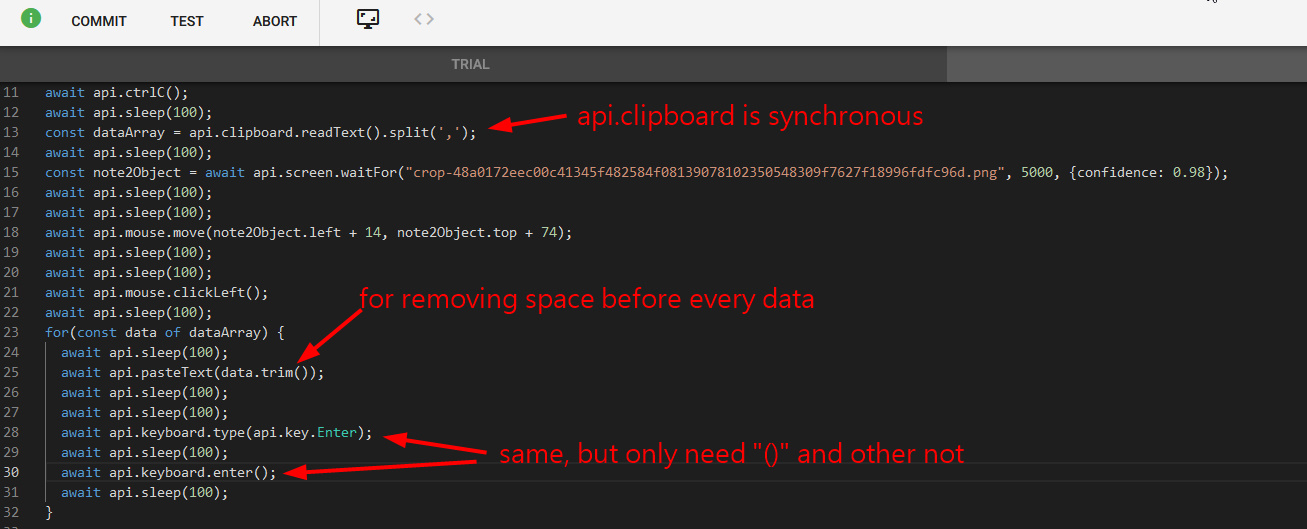 i COMMIT TEST ABORT <>
TRIAL
11 await api.ctrlC();
12 await api.sleep(100);
api.clipboard is synchronous
13 const dataArray = api.clipboard.readText().split(',');
14 await api.sleep(100);
15 const note2Object = await api.screen.waitFor("crop-48a0172eec00c41345f482584f08139078102350548309f7627f18996fdfc96d.png", 5000, {confidence: 0.98});
16 await api.sleep(100);
17 await api.sleep(100);
18 await api.mouse.move(note2Object.left + 14, note2Object.top + 74);
19 await api.sleep(100);
20 await api.sleep(100);
21 await api.mouse.clickLeft();
for removing space before every data
22 await api.sleep(100);
23 for(const data of dataArray) {
24 await api.sleep(100);
25 await api.pasteText(data.trim());
26 await api.sleep(100);
27 await api.sleep(100);
28 await api.keyboard.type(api.key.Enter);
29 await api.sleep(100);
same, but only need "()" and other not
30 await api.keyboard.enter();
31 await api.sleep(100);
32 }